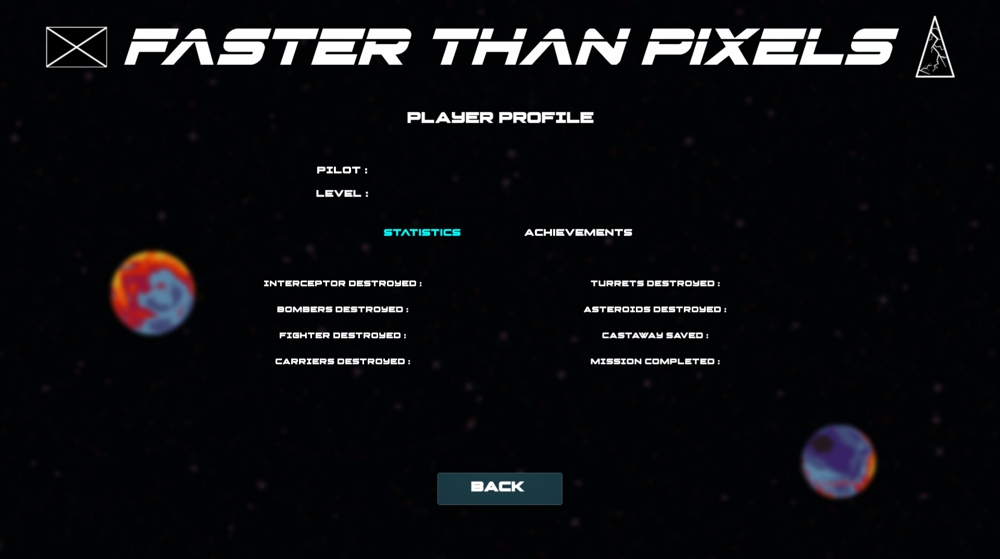 FASTER THAN PIXELS
PLAYER PROFILE
PILOT :
LEVEL :
STATISTICS ACHIEVEMENTS
INTERCEPTOR DESTROYED : TURRETS DESTROYED :
BOMBERS DESTROYED : ASTEROIDS DESTROYED :
FIGHTER DESTROYED : CASTAWAY SAVED :
CARRIERS DESTROYED : MISSION COMPLETED :
BACK